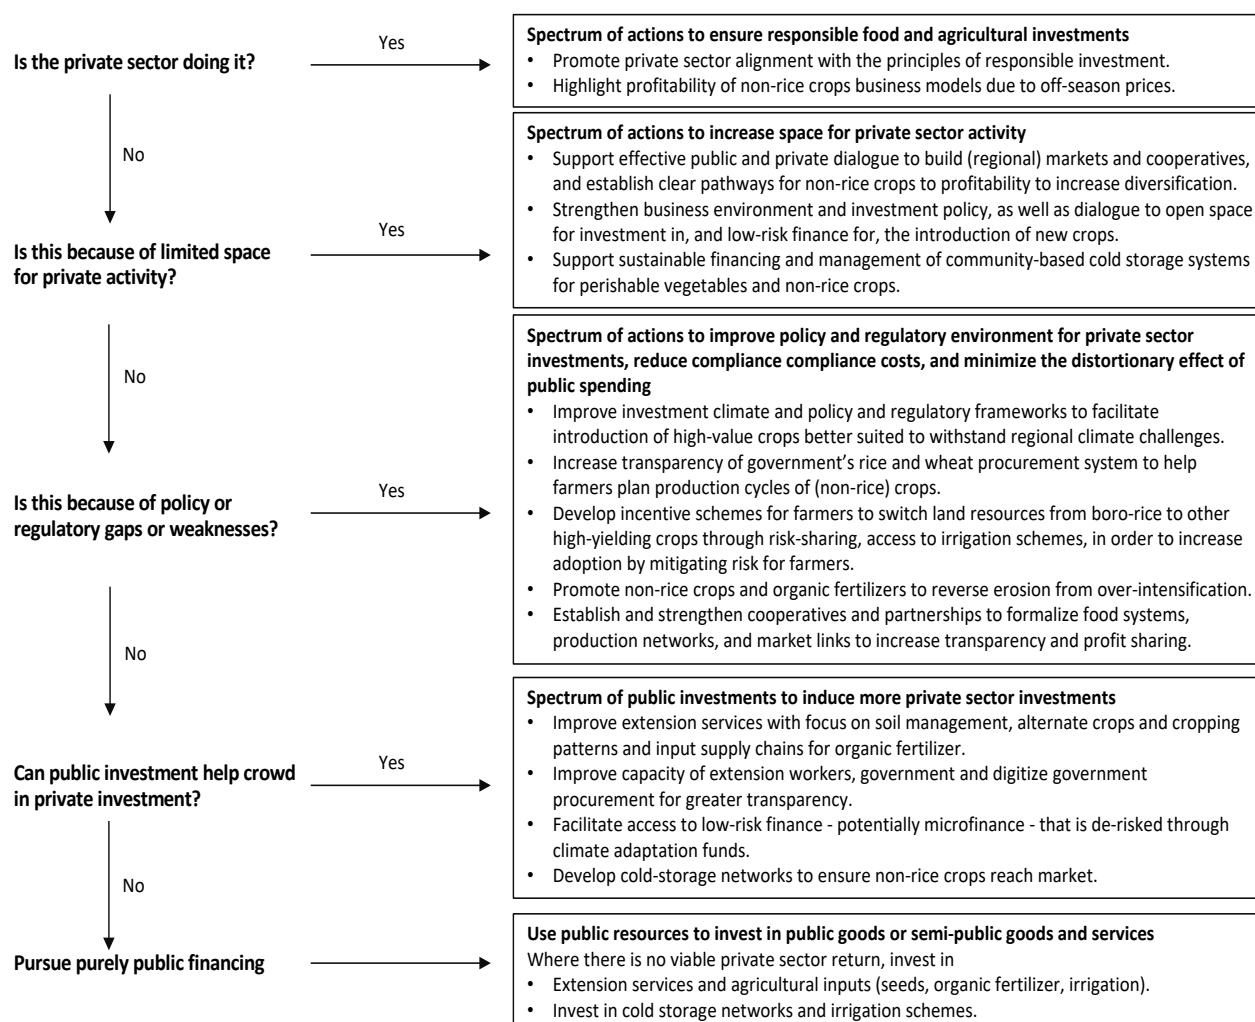 Is the private sector doing it?
Yes
Spectrum of actions to ensure responsible food and agricultural investments
• Promote private sector alignment with the principles of responsible investment.
• Highlight profitability of non-rice crops business models due to off-season prices.
No
Is this because of limited space
for private activity?
Yes
Spectrum of actions to increase space for private sector activity
• Support effective public and private dialogue to build (regional) markets and cooperatives,
and establish clear pathways for non-rice crops to profitability to increase diversification.
• Strengthen business environment and investment policy, as well as dialogue to open space
for investment in, and low-risk finance for, the introduction of new crops.
• Support sustainable financing and management of community-based cold storage systems
for perishable vegetables and non-rice crops.
No
Is this because of policy or
regulatory gaps or weaknesses?
Yes
Spectrum of actions to improve policy and regulatory environment for private sector
investments, reduce compliance compliance costs, and minimize the distortionary effect of
public spending
• Improve investment climate and policy and regulatory frameworks to facilitate
introduction of high-value crops better suited to withstand regional climate challenges.
• Increase transparency of government's rice and wheat procurement system to help
farmers plan production cycles of (non-rice) crops.
• Develop incentive schemes for farmers to switch land resources from boro-rice to other
high-yielding crops through risk-sharing, access to irrigation schemes, in order to increase
adoption by mitigating risk for farmers.
• Promote non-rice crops and organic fertilizers to reverse erosion from over-intensification.
• Establish and strengthen cooperatives and partnerships to formalize food systems,
production networks, and market links to increase transparency and profit sharing.
No
Can public investment help crowd
in private investment?
Yes
Spectrum of public investments to induce more private sector investments
• Improve extension services with focus on soil management, alternate crops and cropping
patterns and input supply chains for organic fertilizer.
• Improve capacity of extension workers, government and digitize government
procurement for greater transparency.
• Facilitate access to low-risk finance - potentially microfinance - that is de-risked through
climate adaptation funds.
• Develop cold-storage networks to ensure non-rice crops reach market.
No
Pursue purely public financing
Use public resources to invest in public goods or semi-public goods and services
Where there is no viable private sector return, invest in
• Extension services and agricultural inputs (seeds, organic fertilizer, irrigation).
• Invest in cold storage networks and irrigation schemes.